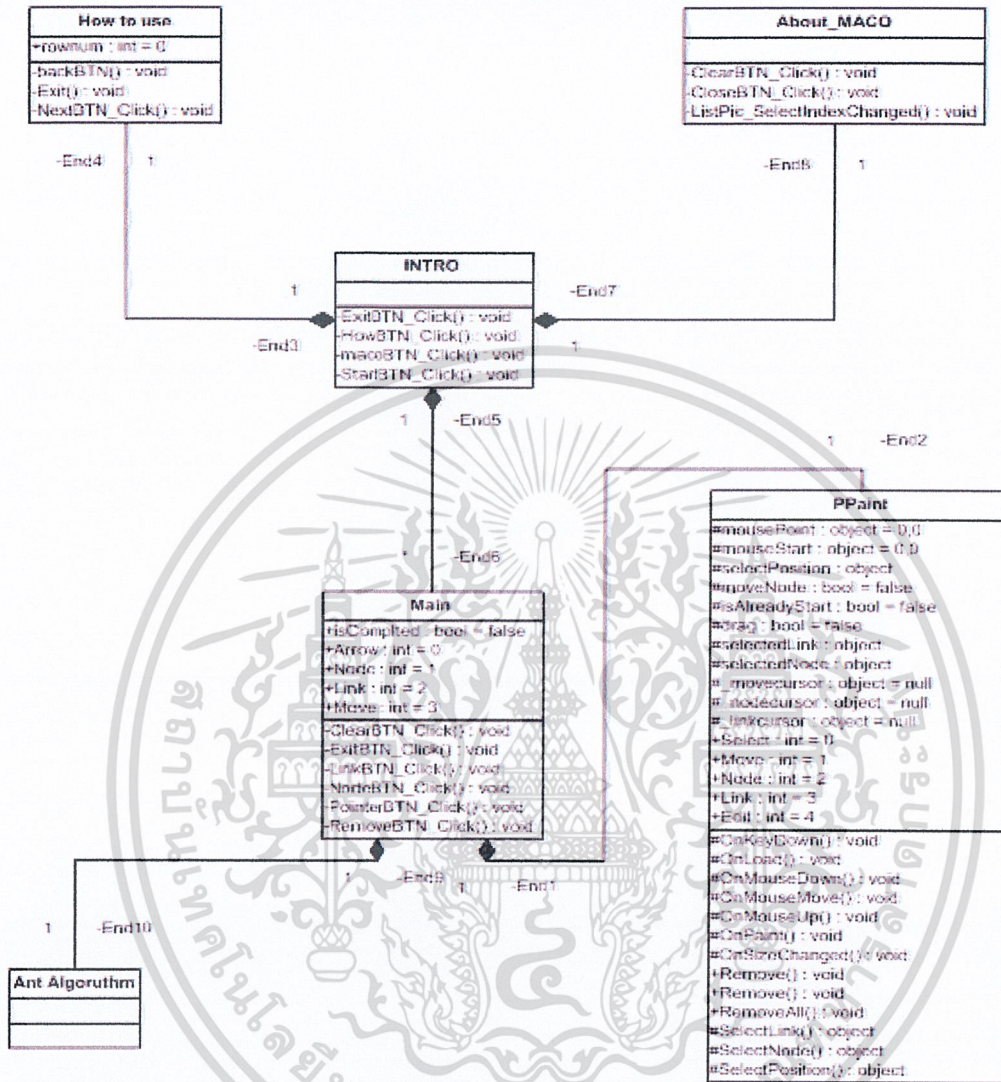 How to use
+rownum : int = 0
-backBTN() : void
-Exit() : void
-NextBTN_Click() : void
About_MACO
-ClearBTN_Click() : void
-CloseBTN_Click() : void
-ListPic_SelectIndexChanged() : void
-End4 1
-End8 1
INTRO
-ExitBTN_Click() : void
-HowBTN_Click() : void
-macoBTN_Click() : void
-StartBTN_Click() : void
1
-End3
-End7
1
1 -End5
1 -End6
1 -End2
Main
+isComplted : bool = false
+Arrow : int = 0
+Node : int = 1
+Link : int = 2
+Move : int = 3
-ClearBTN_Click() : void
-ExitBTN_Click() : void
-LinkBTN_Click() : void
-NodeBTN_Click() : void
-PointerBTN_Click() : void
-RemoveBTN_Click() : void
PPaint
#mousePoint : object = 0,0
#mouseStart : object = 0,0
#selectPosition : object
#moveNode : bool = false
#isAlreadyStart : bool = false
#drag : bool = false
#selectedLink : object
#selectedNode : object
#_movecursor : object = null
#_nodecursor : object = null
#_linkcursor : object = null
+Select : int = 0
+Move : int = 1
+Node : int = 2
+Link : int = 3
+Edit : int = 4
#OnKeyDown() : void
#OnLoad() : void
#OnMouseDown() : void
#OnMouseMove() : void
#OnMouseUp() : void
#OnPaint() : void
#OnSizeChanged() : void
+Remove() : void
+Remove() : void
+RemoveAll() : void
#SelectLink() : object
#SelectNode() : object
#SelectPosition() : object
1 -End9
1 -End1
1 -End10
Ant Algoruthm